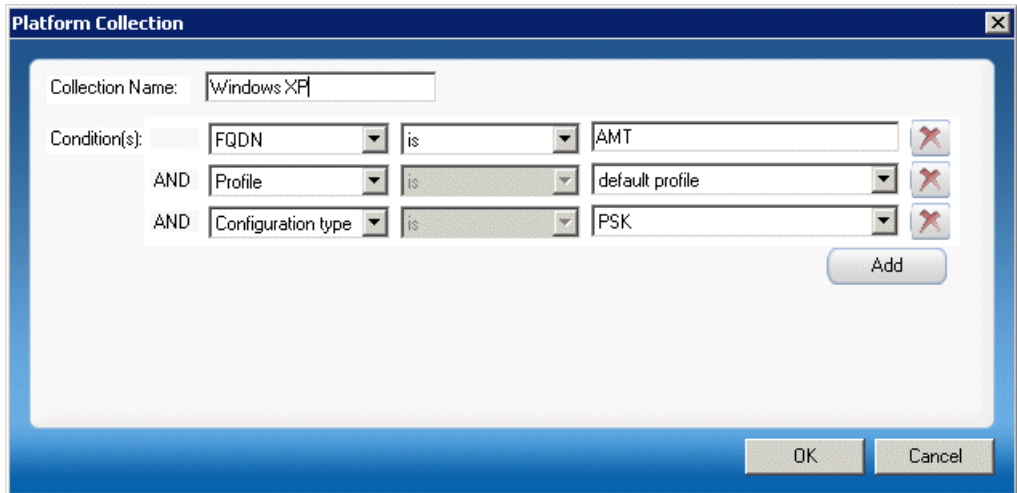 Platform Collection
Collection Name: Windows XP
Condition(s): FQDN is AMT
AND Profile is default profile
AND Configuration type is PSK
Add
OK Cancel